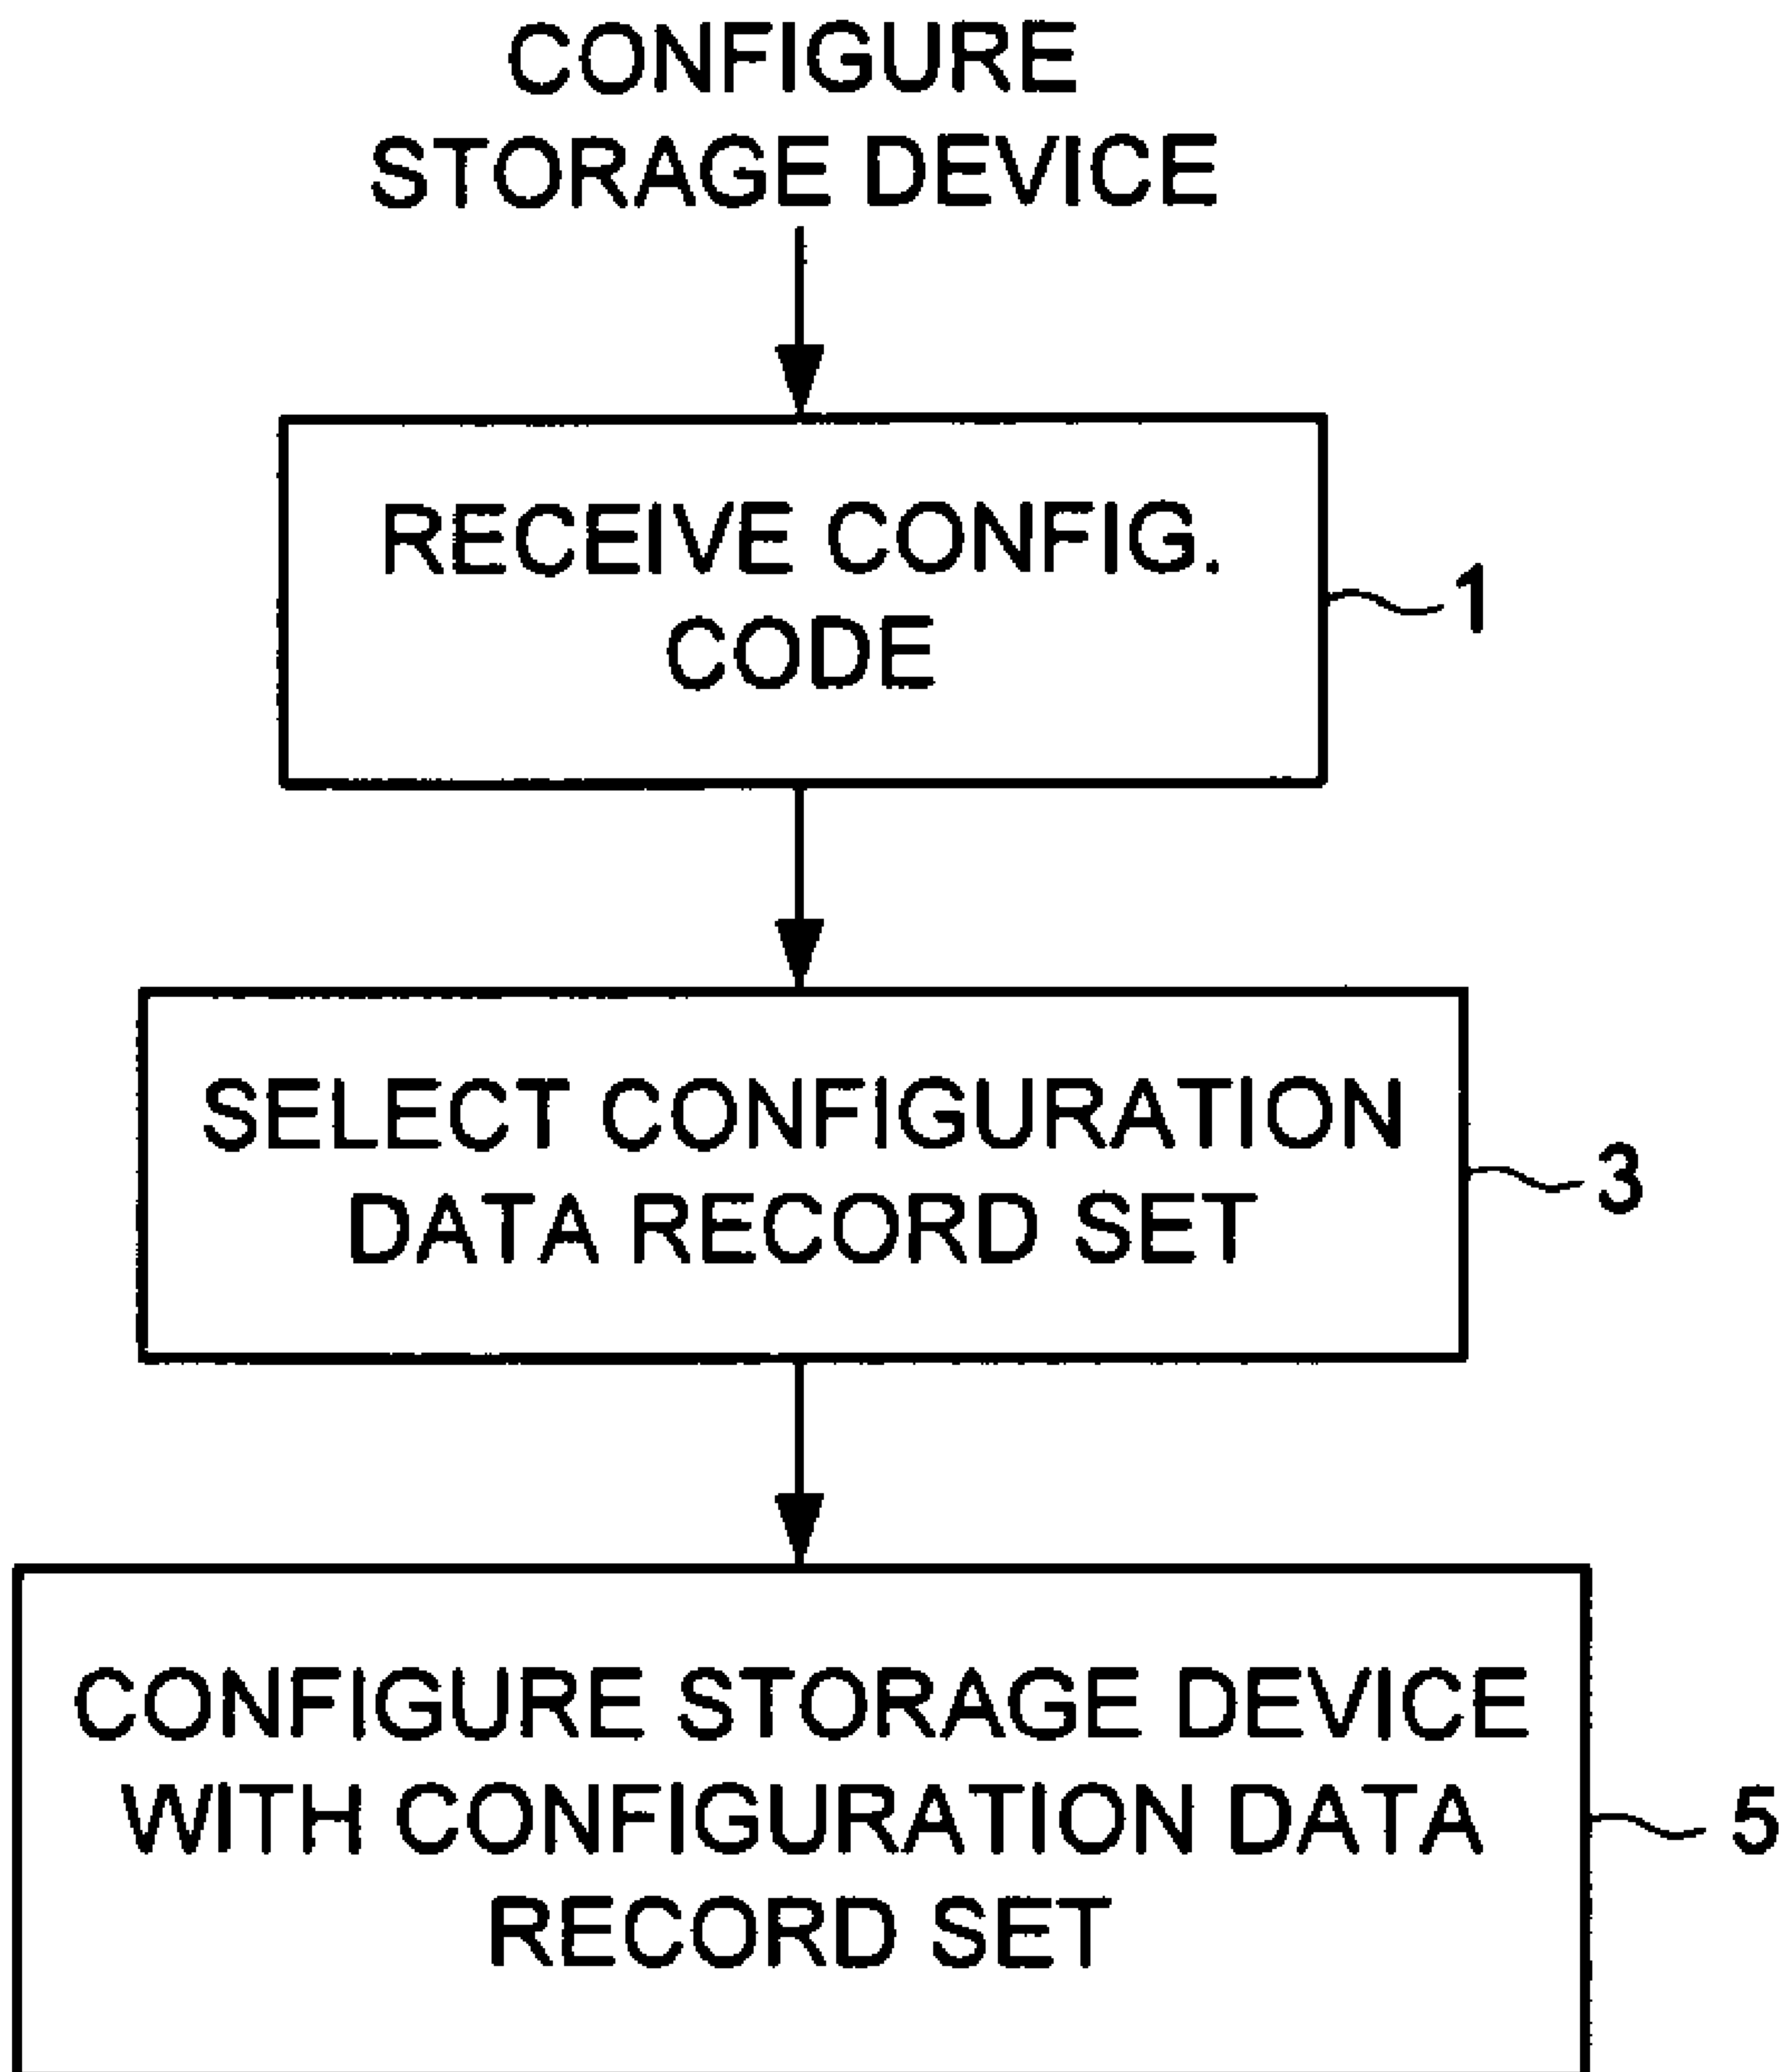 CONFIGURE
STORAGE DEVICE
RECEIVE CONFIG.
CODE
1
SELECT CONFIGURATION
DATA RECORD SET
3
CONFIGURE STORAGE DEVICE
WITH CONFIGURATION DATA
RECORD SET
5